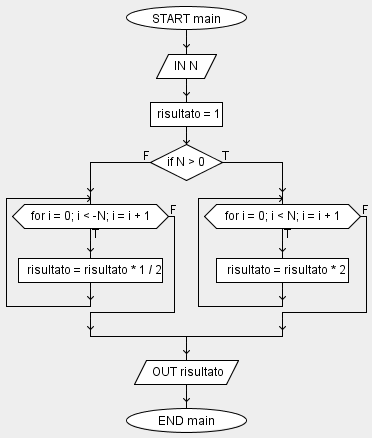 START main
IN N
risultato = 1
if N > 0
F
T
for i = 0; i < -N; i = i + 1
F
T
risultato = risultato * 1 / 2
for i = 0; i < N; i = i + 1
F
T
risultato = risultato * 2
OUT risultato
END main